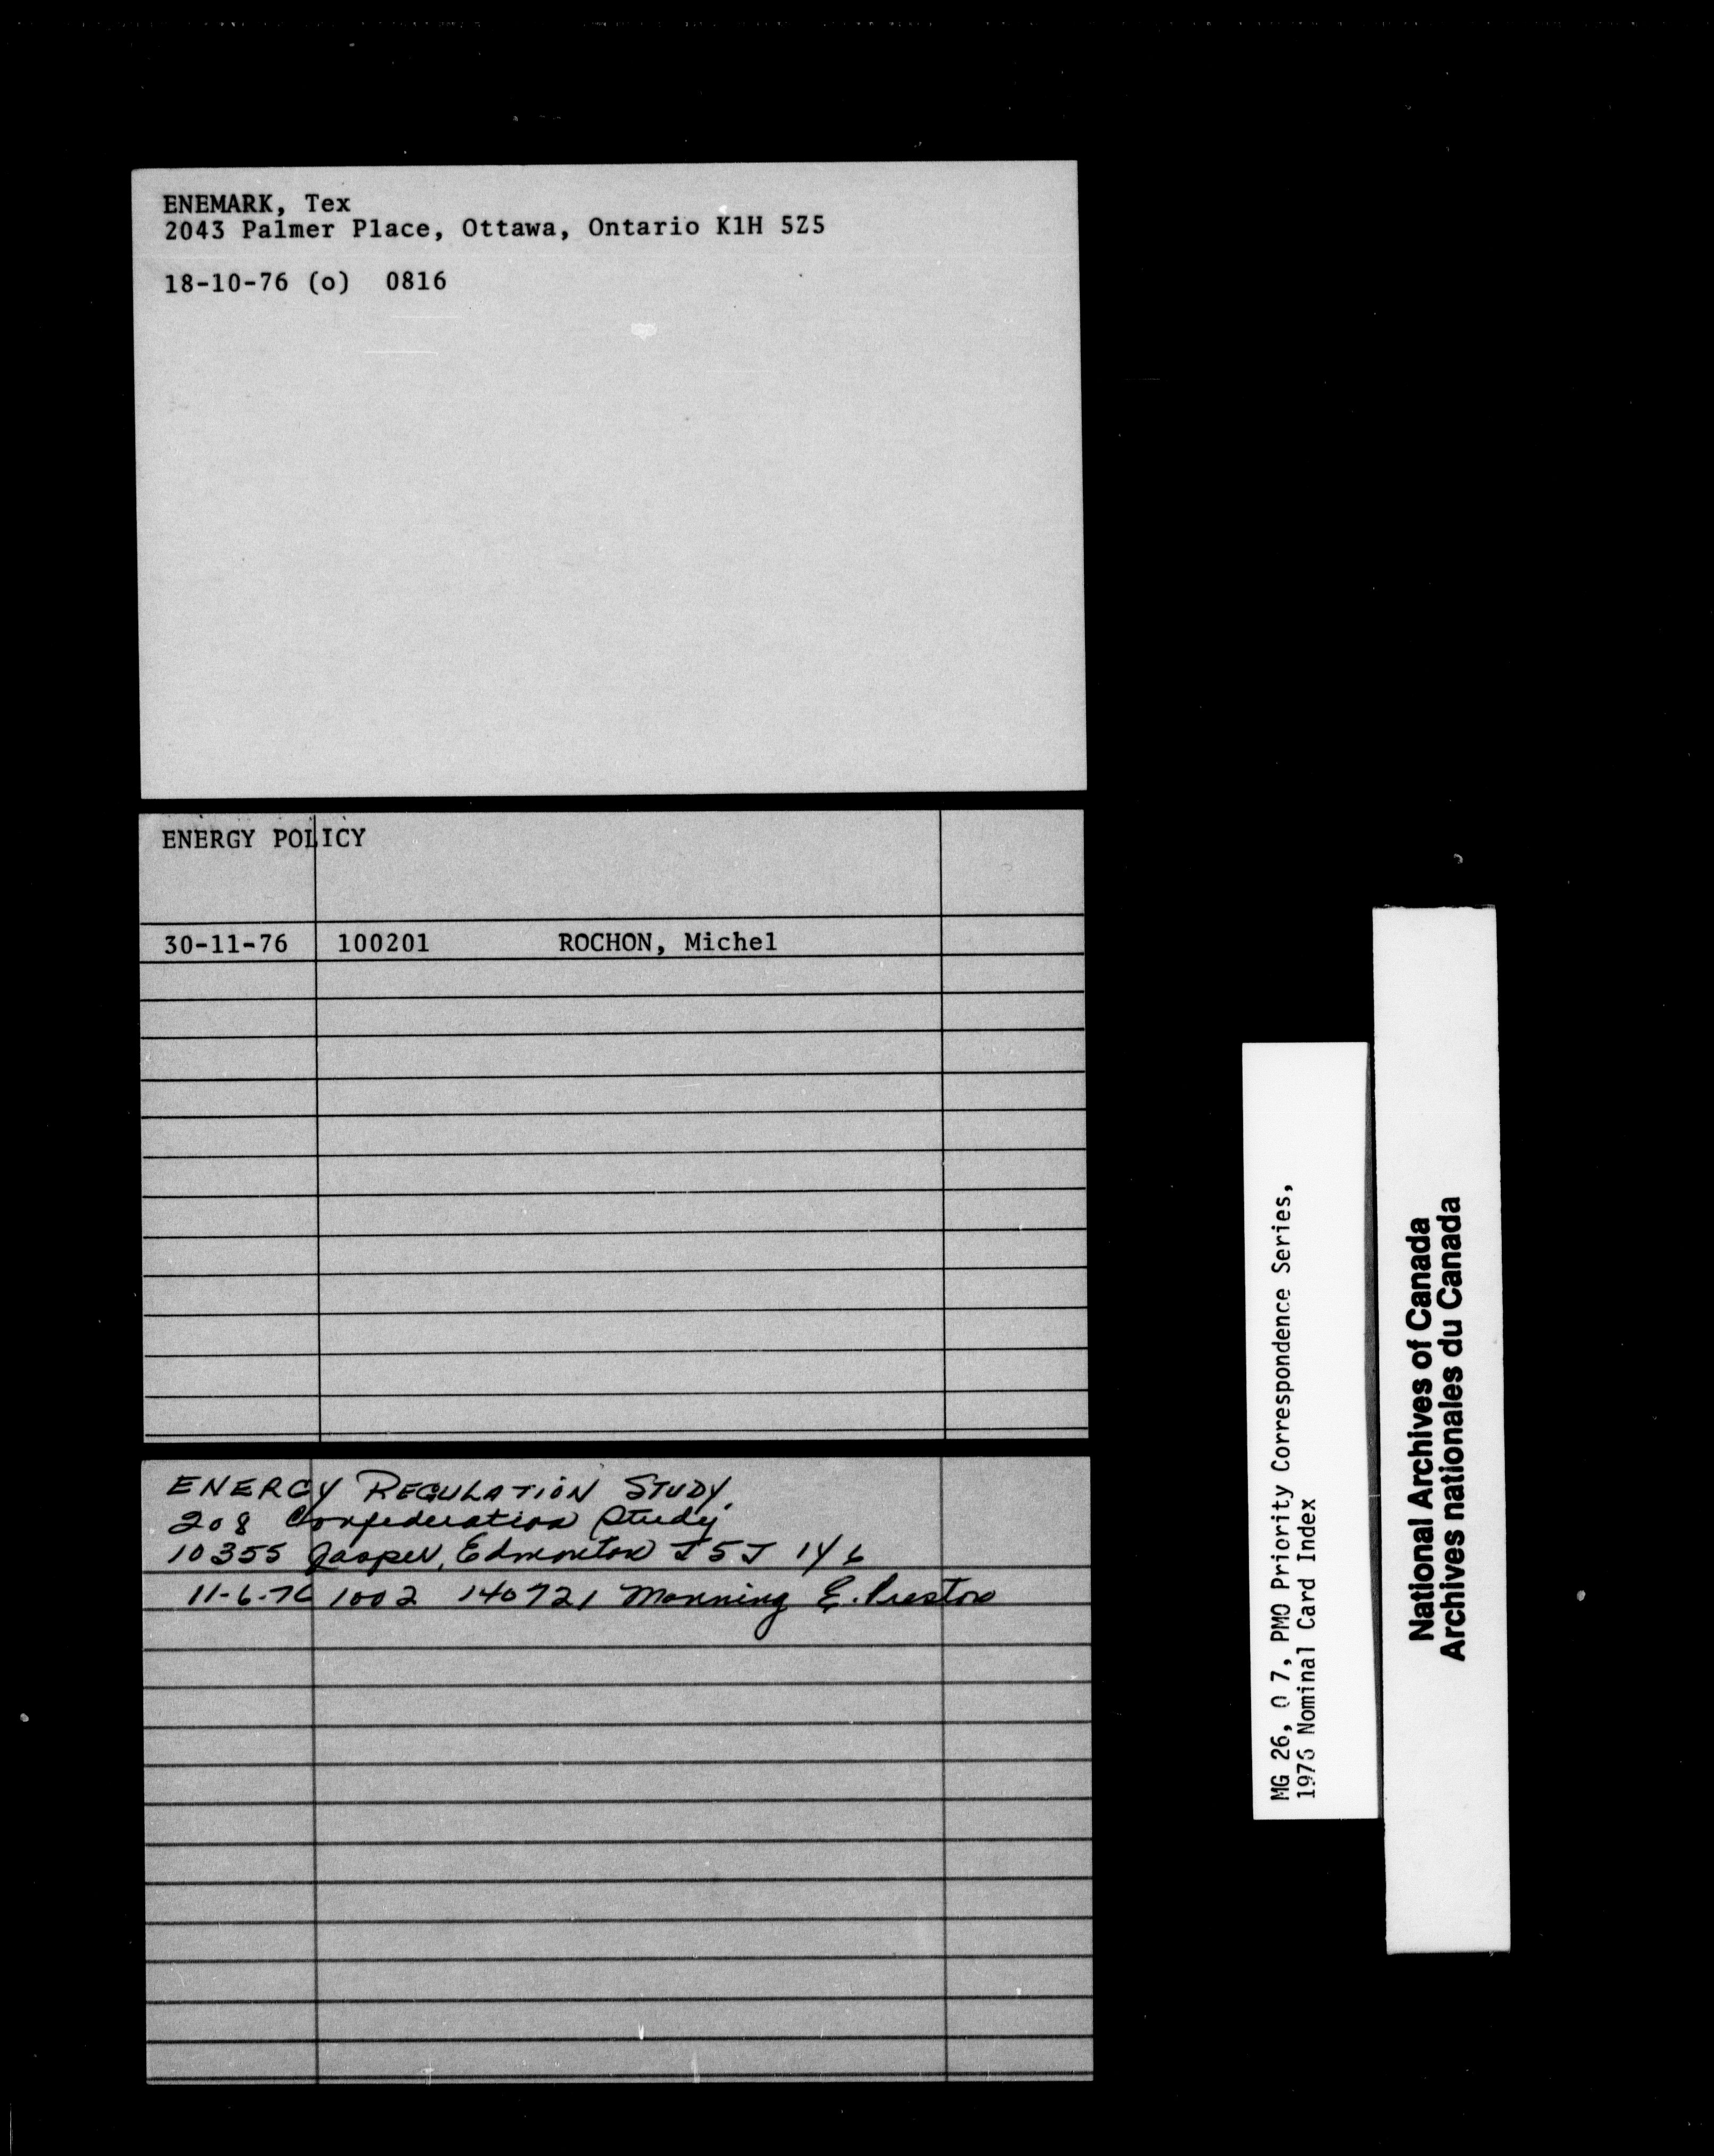 ENEMARK, Tex
2043 Palmer Place, Ottawa, Ontario K1H 5Z5
18-10-76 (o) 0816
ENERGY POLICY
30-11-76 100201 ROCHON, Michel
ENERGY REGULATION STUDY
208 Confederation Study
10355 Jasper, Edmonton J5J 1Y6
11-6-76 1002 140721 Manning E. Preston
MG 26, O 7, PMO Priority Correspondence Series,
1976 Nominal Card Index
National Archives of Canada
Archives nationales du Canada